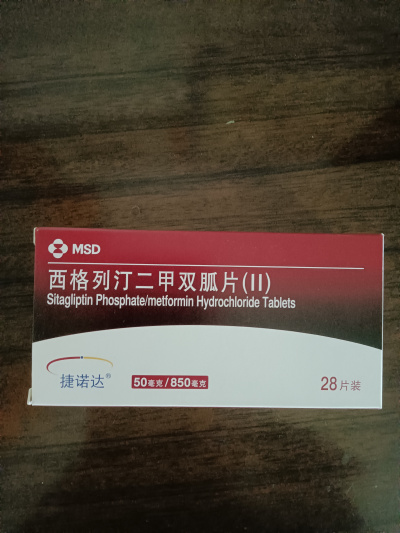 MSD
西格列汀二甲双胍片(II)
Sitagliptin Phosphate/metformin Hydrochloride Tablets
捷诺达®
50毫克/850毫克
28片装